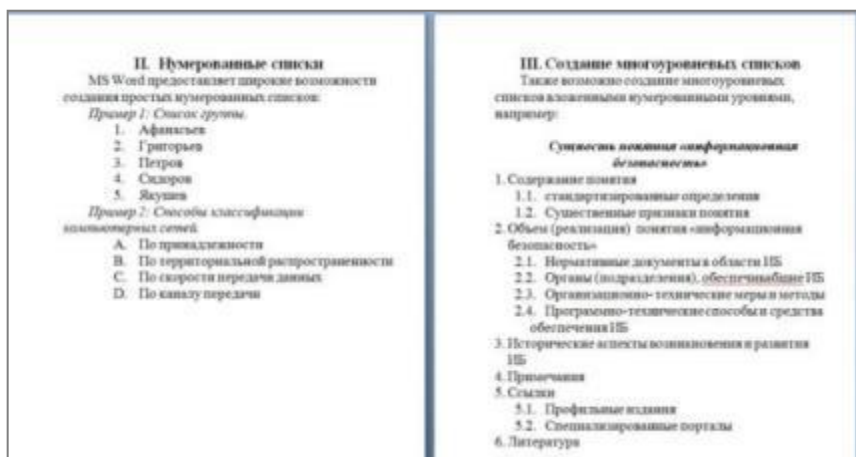 II. Нумерованные списки
MS Word предоставляет широкие возможности
создания простых нумерованных списков:
Пример 1: Список группы.
1. Афанасьев
2. Григорьев
3. Петров
4. Сидоров
5. Якушев
Пример 2: Способы классификации
компьютерных сетей.
A. По принадлежности
B. По территориальной распространенности
C. По скорости передачи данных
D. По каналу передачи
III. Создание многоуровневых списков
Также возможно создание многоуровневых
списков вложенными нумерованными уровнями,
например:
Сущность понятия «информационная
безопасность»
1. Содержание понятия
1.1. стандартизированные определения
1.2. Существенные признаки понятия
2. Объем (реализация) понятия «информационная
безопасность»
2.1. Нормативные документы в области ИБ
2.2. Органы (подразделения), обеспечивабщие ИБ
2.3. Организационно- технические меры и методы
2.4. Программно-технические способы и средства
обеспечения ИБ
3. Исторические аспекты возникновения и развития
ИБ
4. Примечания
5. Ссылки
5.1. Профильные издания
5.2. Специализированные порталы
6. Литература